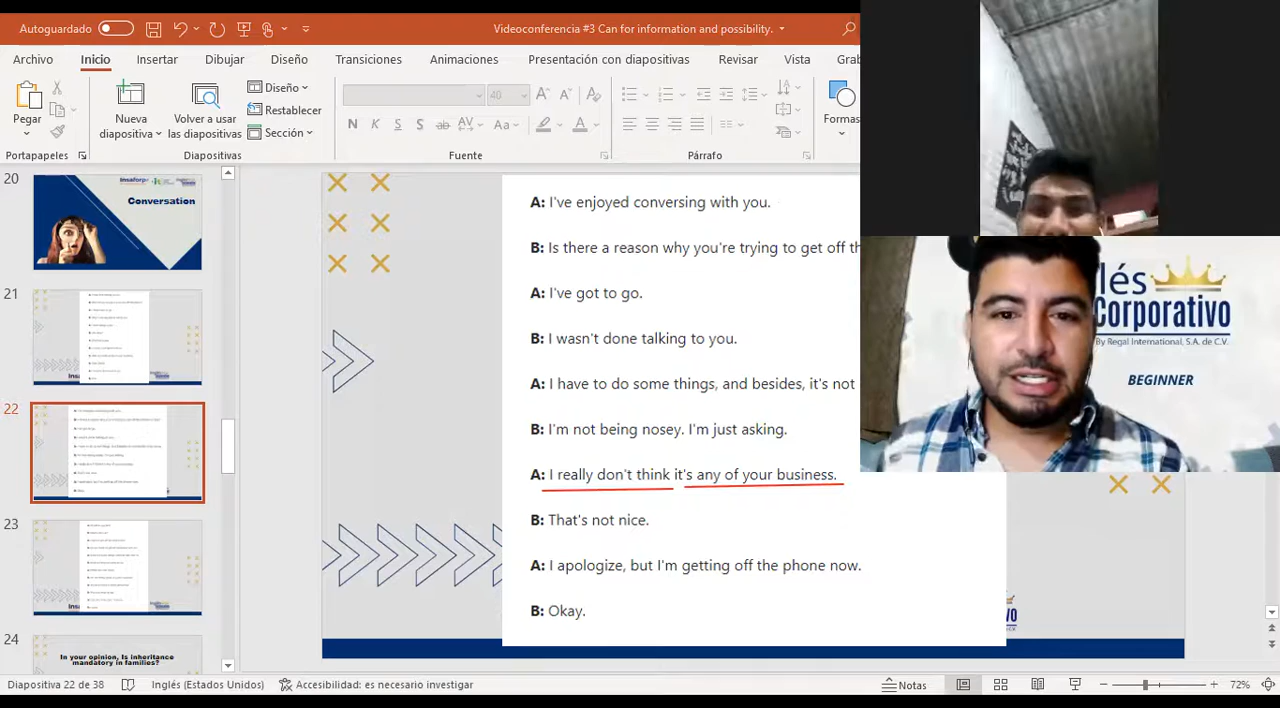 Autoguardado
Videoconferencia #3 Can for information and possibility.
Archivo Inicio Insertar Dibujar Diseño Transiciones Animaciones Presentación con diapositivas Revisar Vista Grab
Pegar
Nueva diapositiva
Volver a usar las diapositivas
Diseño
Restablecer
Sección
40
N K S S ab AV Aa A
Formas
Portapapeles Diapositivas Fuente Párrafo
20
Insaforp
Conversation
21
22
23
24
In your opinion, Is inheritance
mandatory in families?
A: I've enjoyed conversing with you.
B: Is there a reason why you're trying to get off th
A: I've got to go.
B: I wasn't done talking to you.
A: I have to do some things, and besides, it's not
B: I'm not being nosey. I'm just asking.
A: I really don't think it's any of your business.
B: That's not nice.
A: I apologize, but I'm getting off the phone now.
B: Okay.
vo
lés
Corporativo
By Regal International, S.A. de C.V.
BEGINNER
Diapositiva 22 de 38 Inglés (Estados Unidos) Accesibilidad: es necesario investigar Notas 72%